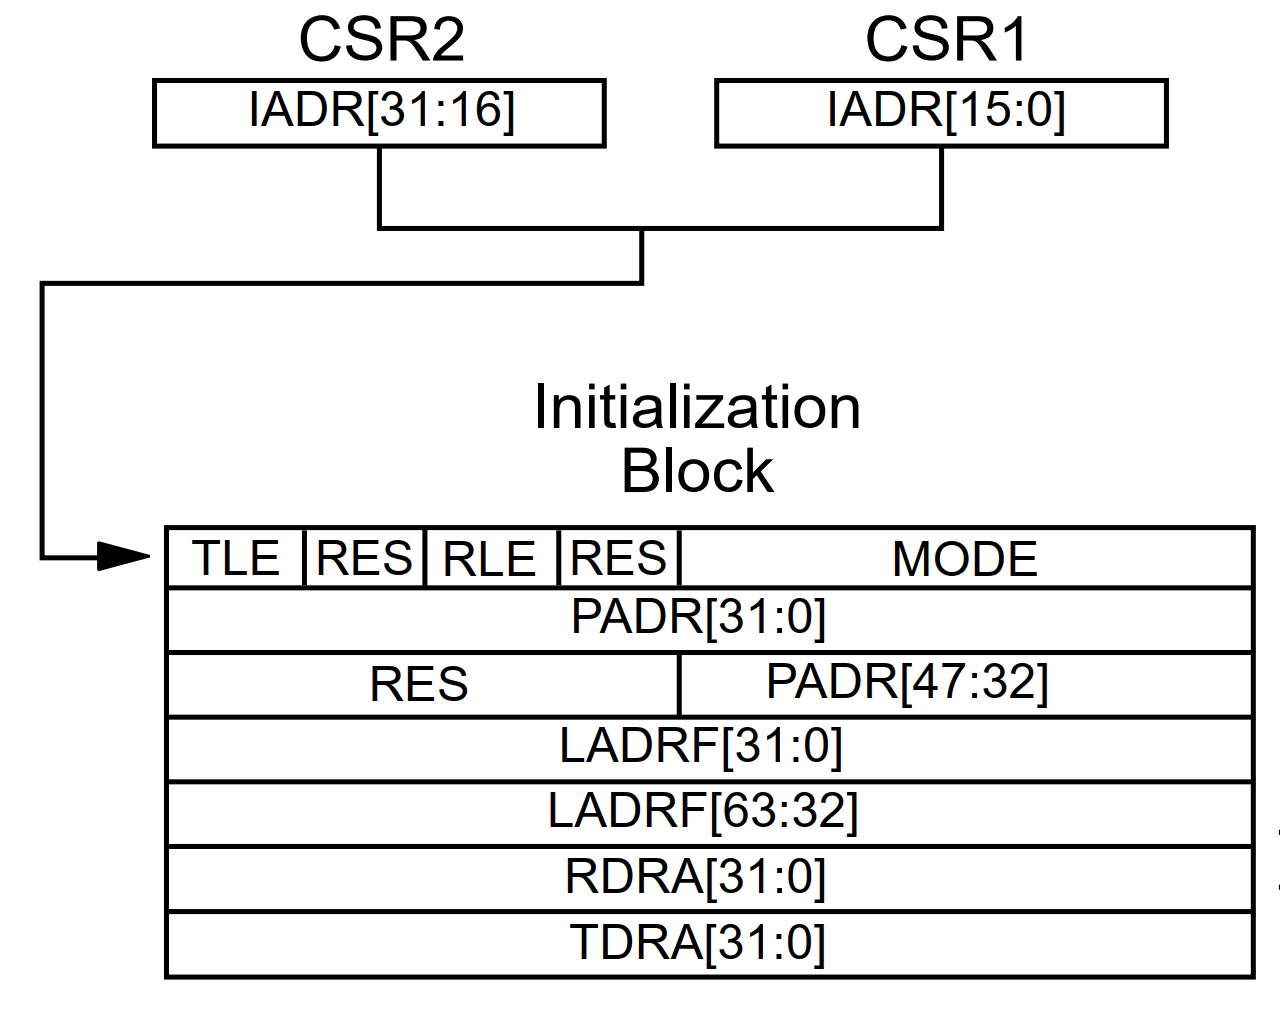 CSR2 CSR1
IADR[31:16] IADR[15:0]
Initialization
Block
TLE RES RLE RES MODE
PADR[31:0]
RES PADR[47:32]
LADRF[31:0]
LADRF[63:32]
RDRA[31:0]
TDRA[31:0]